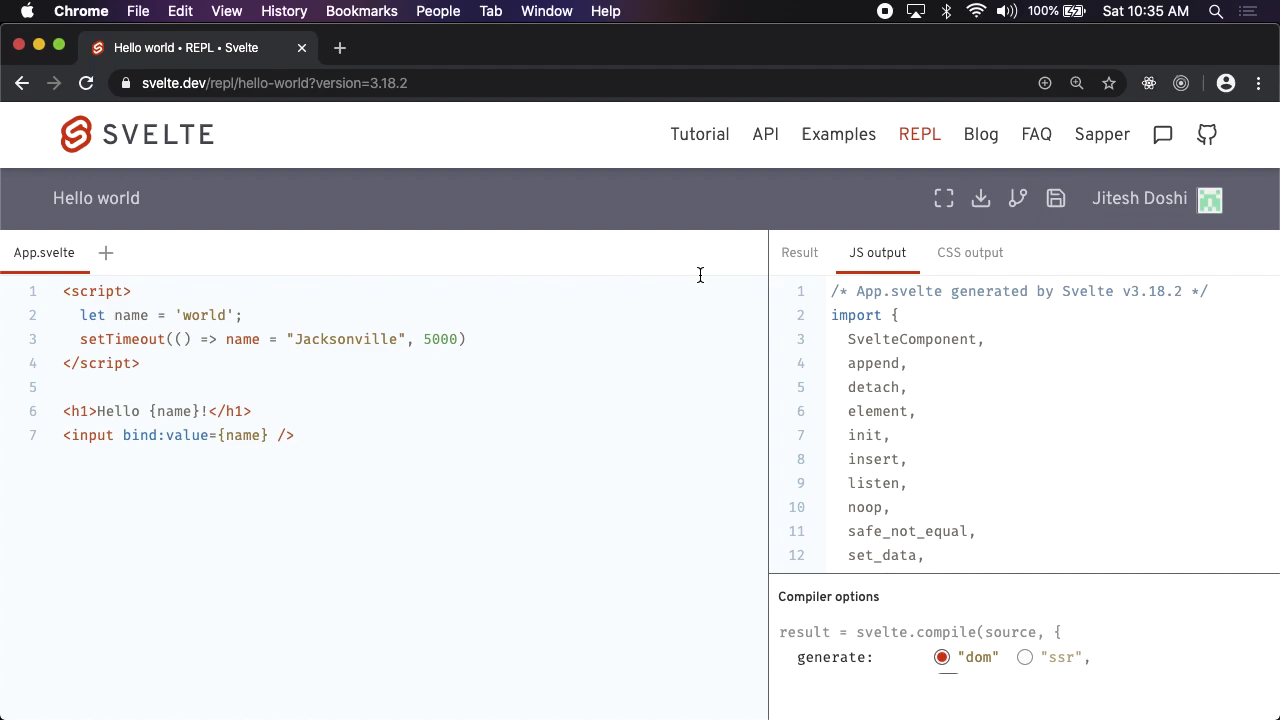 Chrome File Edit View History Bookmarks People Tab Window Help 100% Sat 10:35 AM
Hello world • REPL • Svelte
svelte.dev/repl/hello-world?version=3.18.2
SVELTE Tutorial API Examples REPL Blog FAQ Sapper
Hello world Jitesh Doshi
App.svelte
1 <script>
2 let name = 'world';
3 setTimeout(() => name = "Jacksonville", 5000)
4 </script>
5
6 <h1>Hello {name}!</h1>
7 <input bind:value={name} />
Result JS output CSS output
1 /* App.svelte generated by Svelte v3.18.2 */
2 import {
3 SvelteComponent,
4 append,
5 detach,
6 element,
7 init,
8 insert,
9 listen,
10 noop,
11 safe_not_equal,
12 set_data,
Compiler options
result = svelte.compile(source, {
generate: "dom" "ssr",